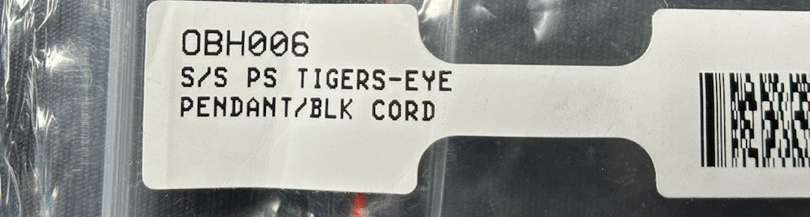 OBH006
S/S PS TIGERS-EYE
PENDANT/BLK CORD